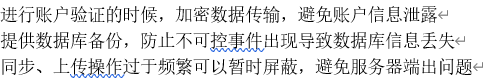 进行账户验证的时候，加密数据传输，避免账户信息泄露
提供数据库备份，防止不可控事件出现导致数据库信息丢失
同步、上传操作过于频繁可以暂时屏蔽，避免服务器端出问题